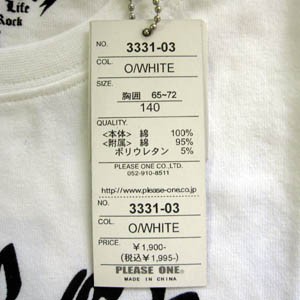 Life
Rock
NO. 3331-03
COL. O/WHITE
SIZE.
胸囲 65~72
140
QUALITY.
<本体> 綿 100%
<附属> 綿 95%
ポリウレタン 5%
PLEASE ONE CO.,LTD.
052-910-8511
http://www.please-one.co.jp
NO. 3331-03
COL. O/WHITE
PRICE. ¥1,900-
(税込¥1,995-)
PLEASE ONE.
MADE IN CHINA